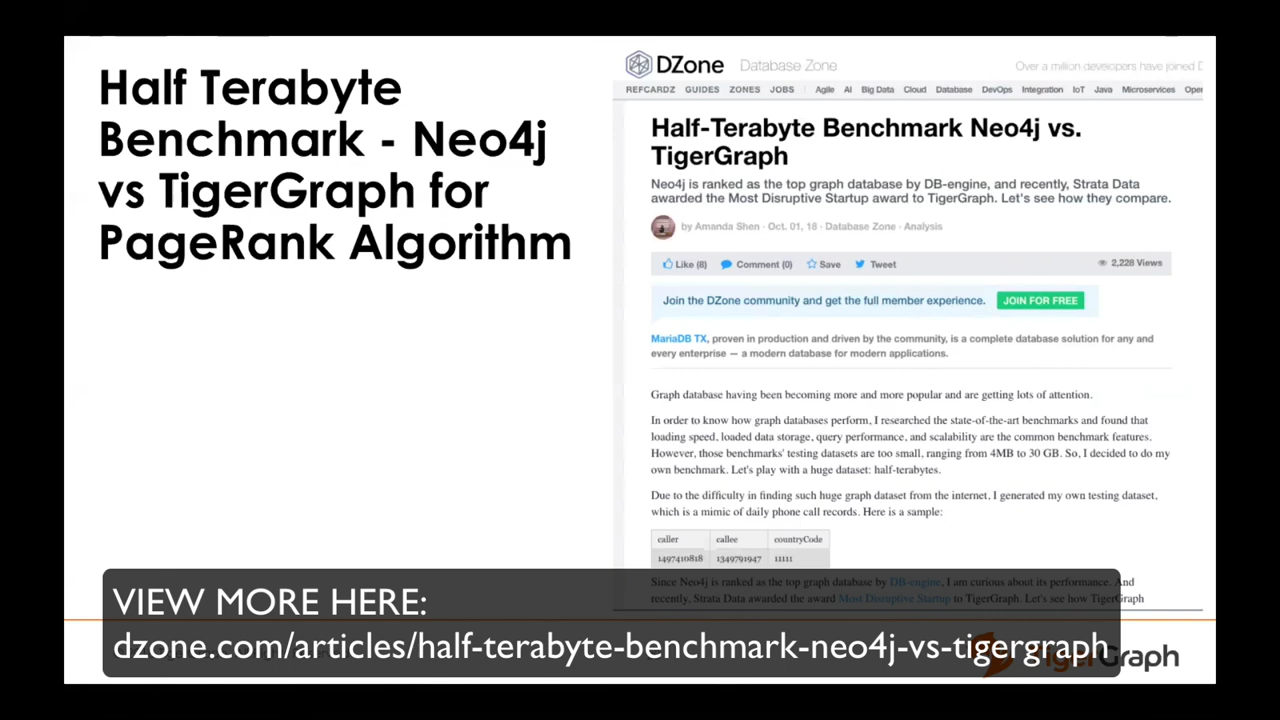 Half Terabyte
Benchmark - Neo4j
vs TigerGraph for
PageRank Algorithm
DZone Database Zone
Over a million developers have joined D
REFCARDZ GUIDES ZONES JOBS Agile AI Big Data Cloud Database DevOps Integration IoT Java Microservices Open
Half-Terabyte Benchmark Neo4j vs.
TigerGraph
Neo4j is ranked as the top graph database by DB-engine, and recently, Strata Data
awarded the Most Disruptive Startup award to TigerGraph. Let's see how they compare.
by Amanda Shen · Oct. 01, 18 · Database Zone · Analysis
Like (8) Comment (0) Save Tweet 2,228 Views
Join the DZone community and get the full member experience. JOIN FOR FREE
MariaDB TX, proven in production and driven by the community, is a complete database solution for any and
every enterprise — a modern database for modern applications.
Graph database having been becoming more and more popular and are getting lots of attention.
In order to know how graph databases perform, I researched the state-of-the-art benchmarks and found that
loading speed, loaded data storage, query performance, and scalability are the common benchmark features.
However, those benchmarks' testing datasets are too small, ranging from 4MB to 30 GB. So, I decided to do my
own benchmark. Let's play with a huge dataset: half-terabytes.
Due to the difficulty in finding such huge graph dataset from the internet, I generated my own testing dataset,
which is a mimic of daily phone call records. Here is a sample:
caller callee countryCode
1497410818 1349791947 11111
Since Neo4j is ranked as the top graph database by DB-engine, I am curious about its performance. And
recently, Strata Data awarded the award Most Disruptive Startup to TigerGraph. Let's see how TigerGraph
VIEW MORE HERE:
dzone.com/articles/half-terabyte-benchmark-neo4j-vs-tigergraph
TigerGraph